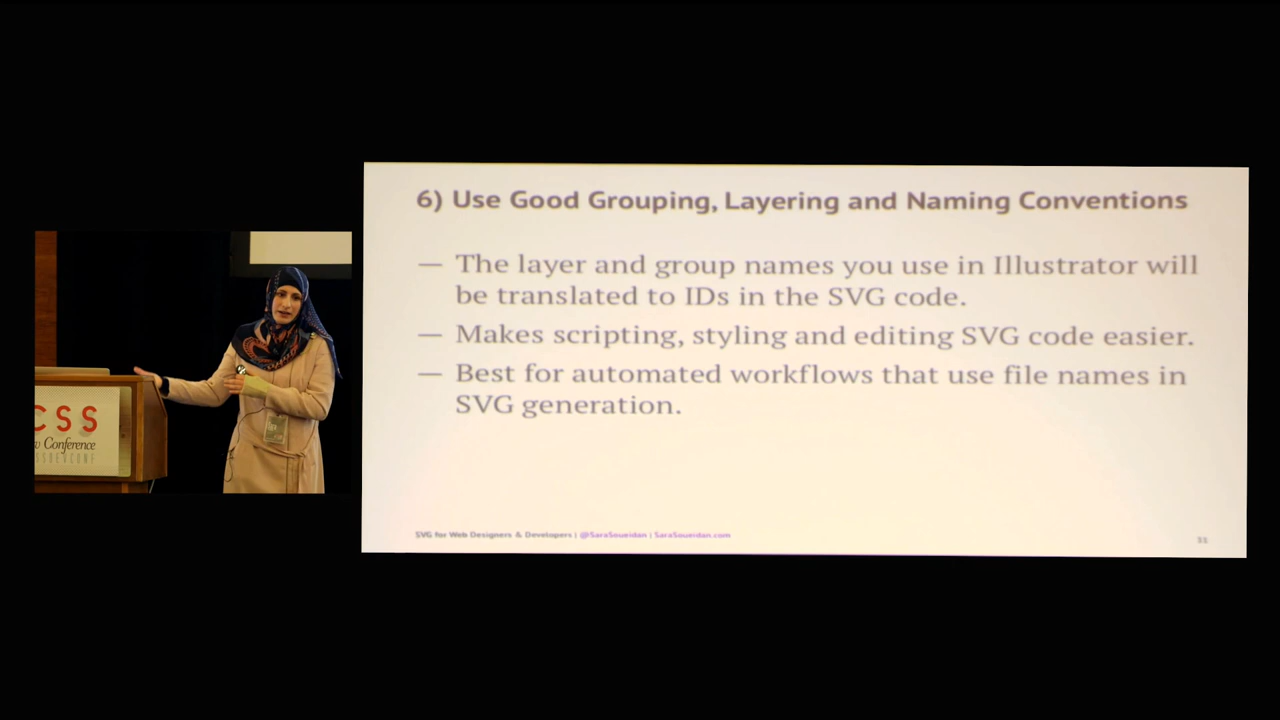 6) Use Good Grouping, Layering and Naming Conventions
— The layer and group names you use in Illustrator will
be translated to IDs in the SVG code.
— Makes scripting, styling and editing SVG code easier.
— Best for automated workflows that use file names in
SVG generation.
SVG for Web Designers & Developers | @SaraSoueidan | SaraSoueidan.com
CSS
Conference